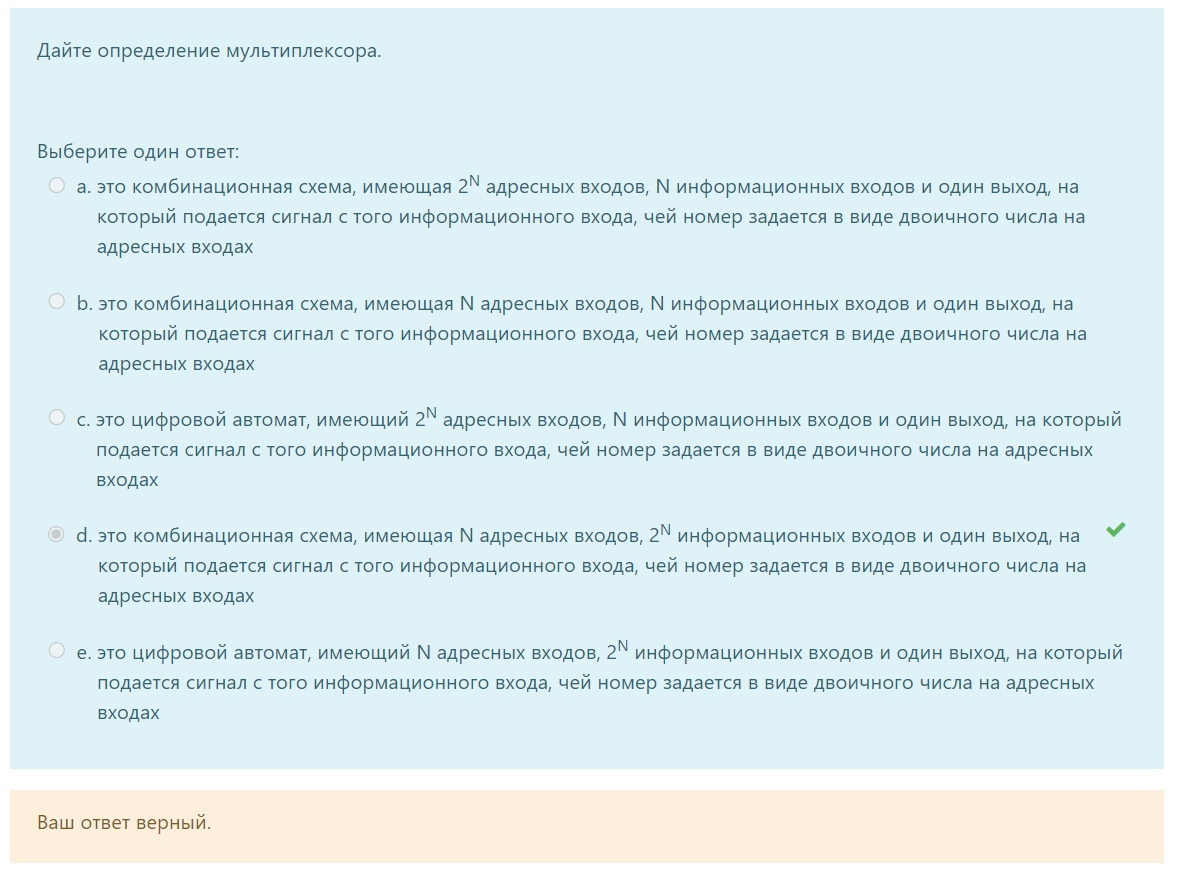 Дайте определение мультиплексора.
Выберите один ответ:
a. это комбинационная схема, имеющая 2^N адресных входов, N информационных входов и один выход, на
который подается сигнал с того информационного входа, чей номер задается в виде двоичного числа на
адресных входах
b. это комбинационная схема, имеющая N адресных входов, N информационных входов и один выход, на
который подается сигнал с того информационного входа, чей номер задается в виде двоичного числа на
адресных входах
c. это цифровой автомат, имеющий 2^N адресных входов, N информационных входов и один выход, на который
подается сигнал с того информационного входа, чей номер задается в виде двоичного числа на адресных
входах
d. это комбинационная схема, имеющая N адресных входов, 2^N информационных входов и один выход, на
который подается сигнал с того информационного входа, чей номер задается в виде двоичного числа на
адресных входах
e. это цифровой автомат, имеющий N адресных входов, 2^N информационных входов и один выход, на который
подается сигнал с того информационного входа, чей номер задается в виде двоичного числа на адресных
входах
Ваш ответ верный.